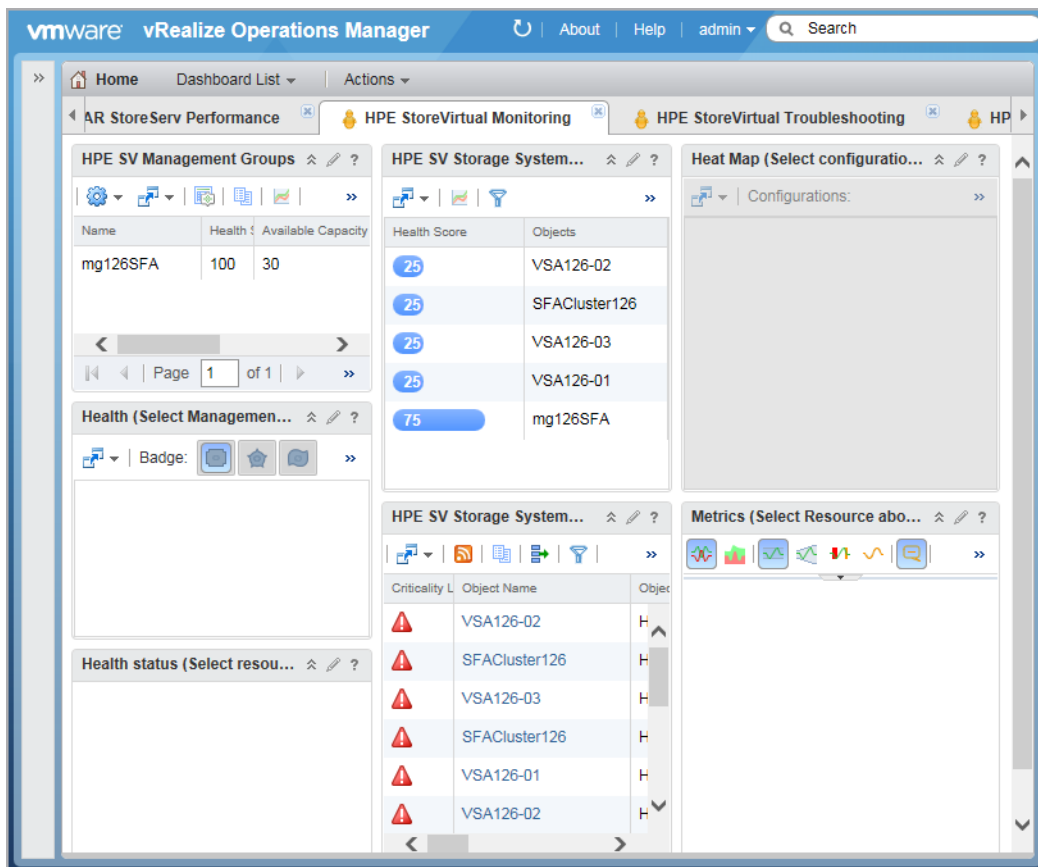 vmware vRealize Operations Manager About Help admin Search
Home Dashboard List Actions
AR StoreServ Performance HPE StoreVirtual Monitoring HPE StoreVirtual Troubleshooting HP
HPE SV Management Groups ?
Name Health S Available Capacity
mg126SFA 100 30
Page 1 of 1
Health (Select Managemen... ?
Badge:
Health status (Select resou... ?
HPE SV Storage System... ?
Health Score Objects
25 VSA126-02
25 SFACluster126
25 VSA126-03
25 VSA126-01
75 mg126SFA
HPE SV Storage System... ?
Criticality L Object Name Objec
VSA126-02 H
SFACluster126 H
VSA126-03 H
SFACluster126 H
VSA126-01 H
VSA126-02 H
Heat Map (Select configuratio... ?
Configurations:
Metrics (Select Resource abo... ?